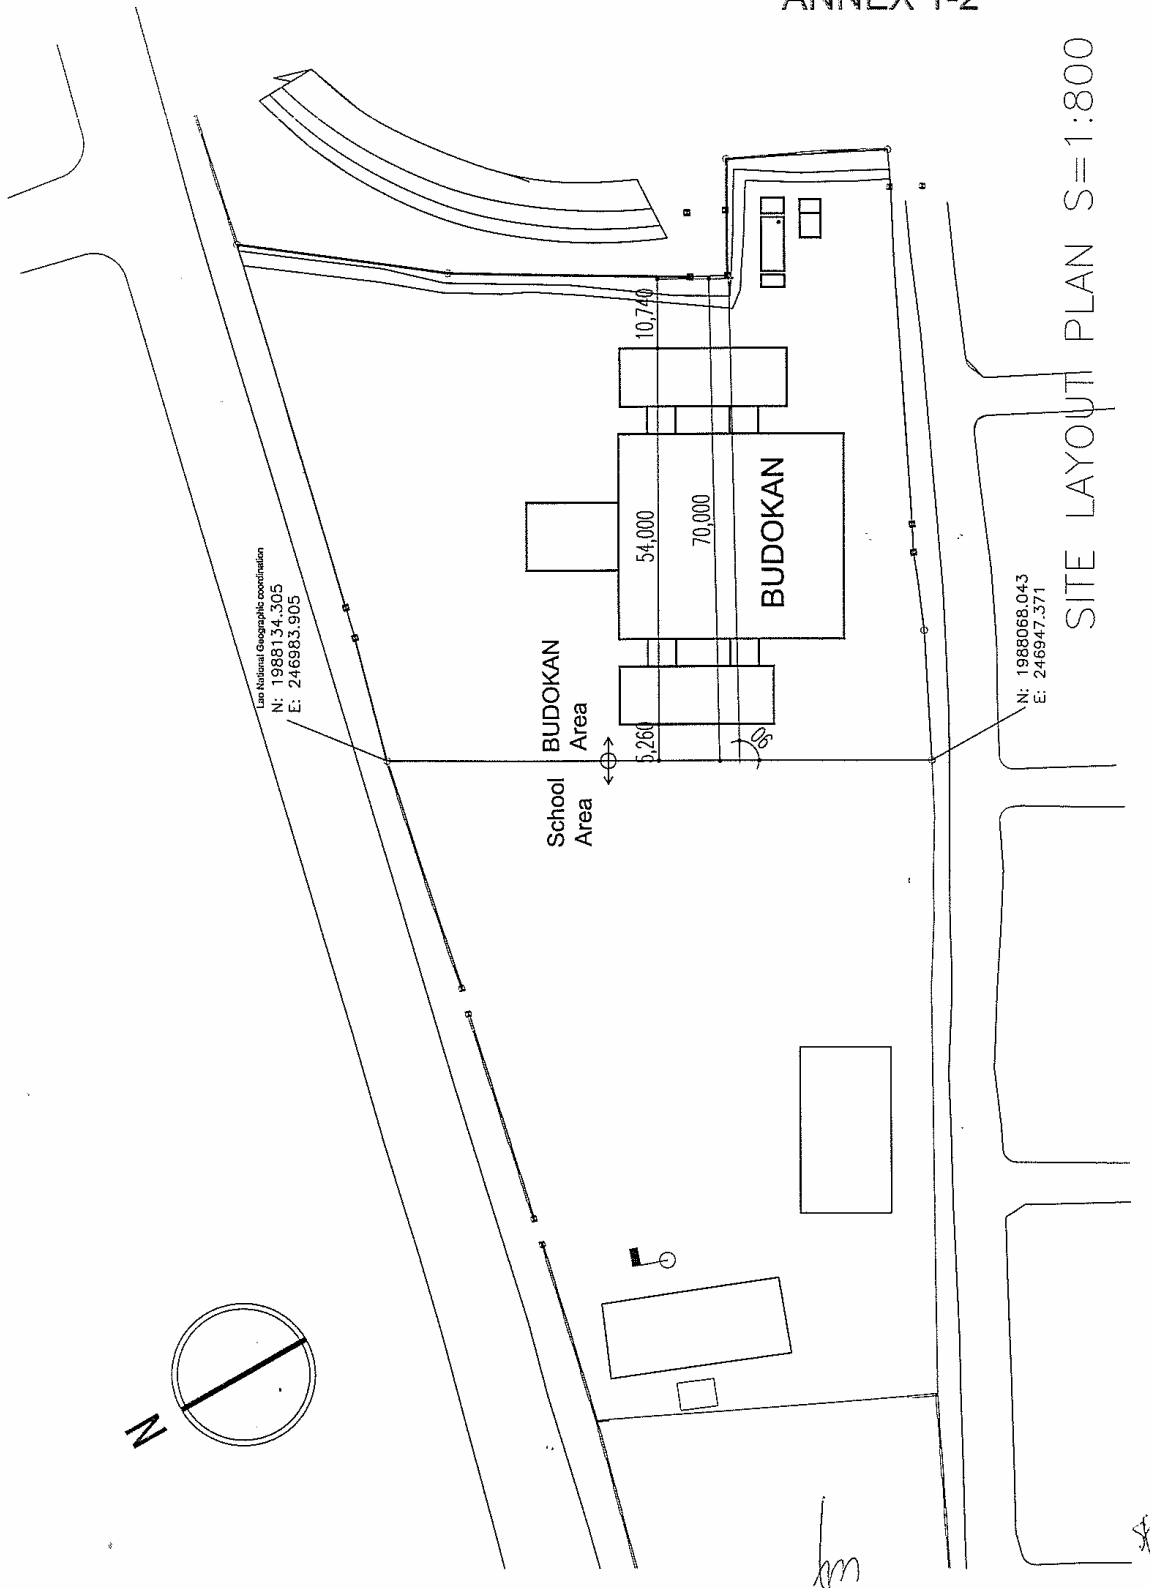 ANNEX 1-2
SITE LAYOUT PLAN S=1:800
Lao National Geographic coordination
N: 1988134.305
E: 246983.905
10,740
54,000
70,000
BUDOKAN
BUDOKAN
Area
5,260
90
School
Area
N: 1988068.043
E: 246947.371
N